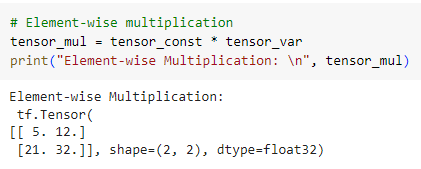 # Element-wise multiplication
tensor_mul = tensor_const * tensor_var
print("Element-wise Multiplication: \n", tensor_mul)
Element-wise Multiplication:
 tf.Tensor(
[[ 5. 12.]
 [21. 32.]], shape=(2, 2), dtype=float32)